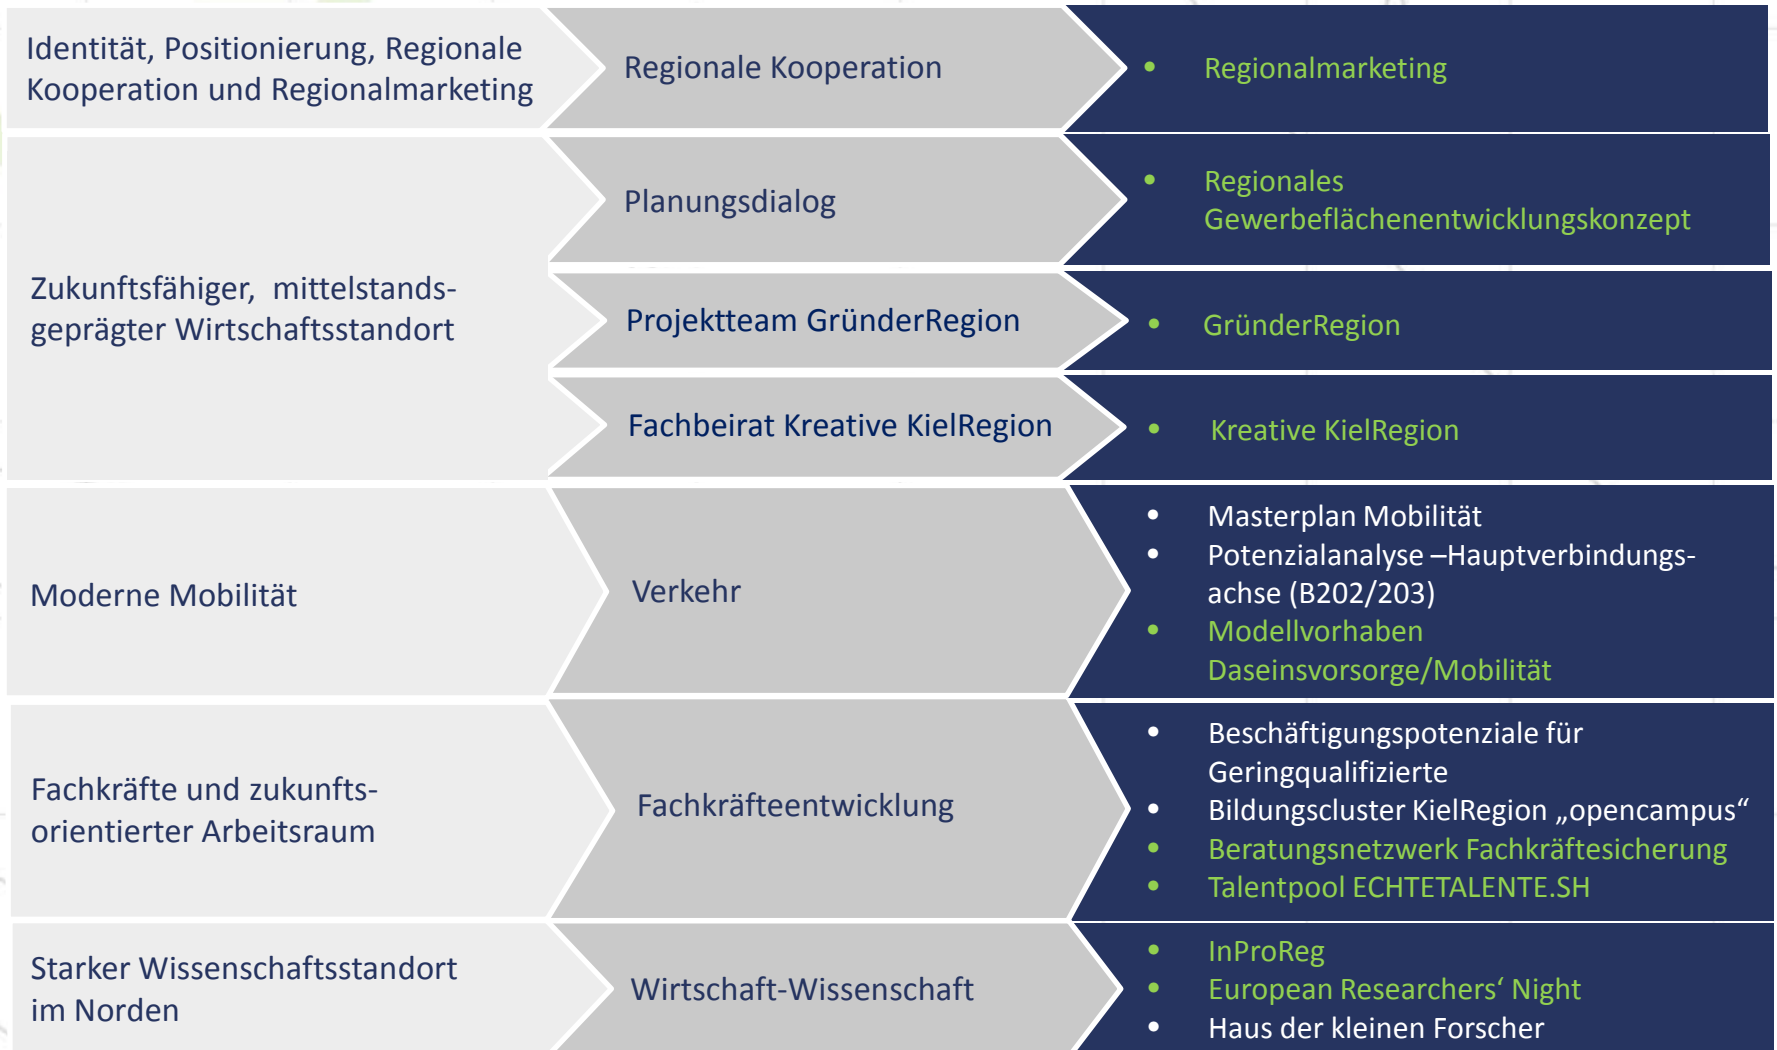 Identität, Positionierung, Regionale
Kooperation und Regionalmarketing
Regionale Kooperation
• Regionalmarketing
Zukunftsfähiger, mittelstands-
geprägter Wirtschaftsstandort
Planungsdialog
• Regionales
Gewerbeflächenentwicklungskonzept
Projektteam GründerRegion
• GründerRegion
Fachbeirat Kreative KielRegion
• Kreative KielRegion
Moderne Mobilität
Verkehr
• Masterplan Mobilität
• Potenzialanalyse –Hauptverbindungs-
achse (B202/203)
• Modellvorhaben
Daseinsvorsorge/Mobilität
Fachkräfte und zukunfts-
orientierter Arbeitsraum
Fachkräfteentwicklung
• Beschäftigungspotenziale für
Geringqualifizierte
• Bildungscluster KielRegion „opencampus“
• Beratungsnetzwerk Fachkräftesicherung
• Talentpool ECHTETALENTE.SH
Starker Wissenschaftsstandort
im Norden
Wirtschaft-Wissenschaft
• InProReg
• European Researchers‘ Night
• Haus der kleinen Forscher